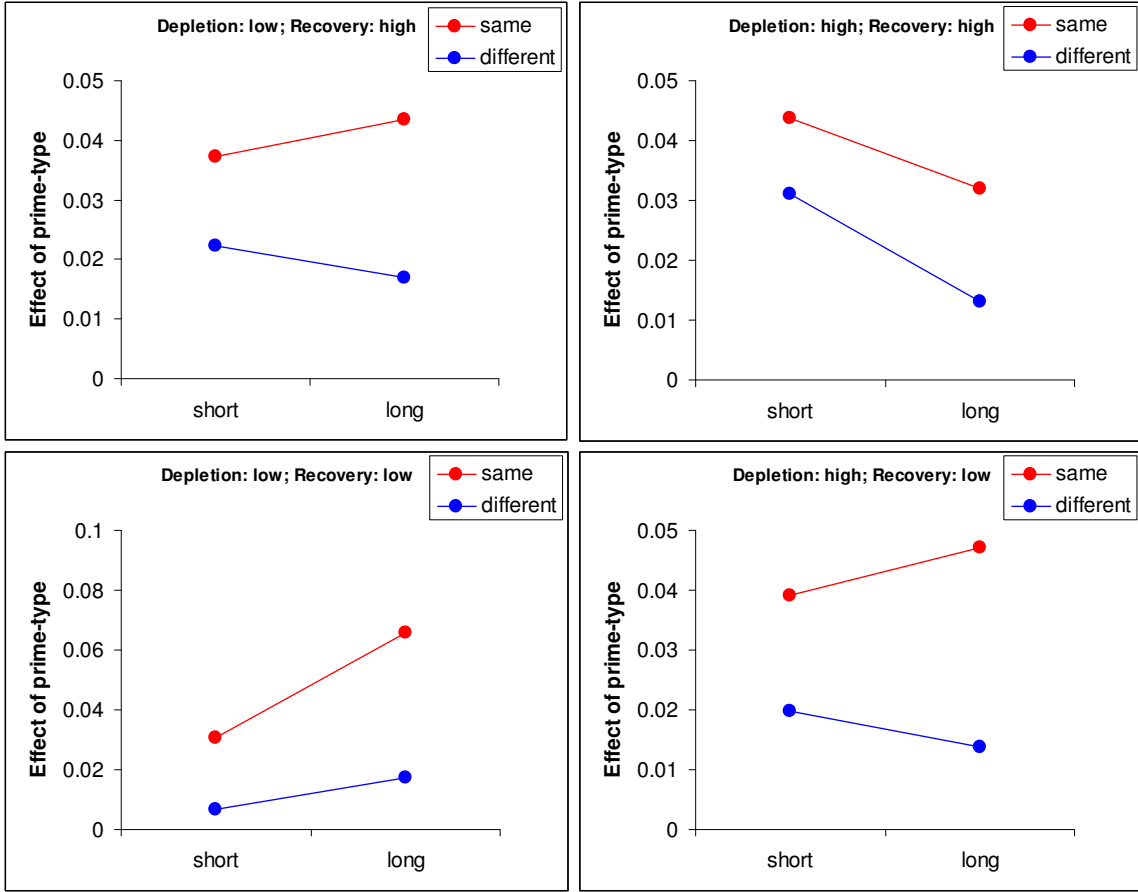 Depletion: low; Recovery: high
same
different
Effect of prime-type
0.05
0.04
0.03
0.02
0.01
0
short long
Depletion: high; Recovery: high
same
different
Effect of prime-type
0.05
0.04
0.03
0.02
0.01
0
short long
Depletion: low; Recovery: low
same
different
Effect of prime-type
0.1
0.06
0.04
0.02
0
short long
Depletion: high; Recovery: low
same
different
Effect of prime-type
0.05
0.04
0.03
0.02
0.01
0
short long